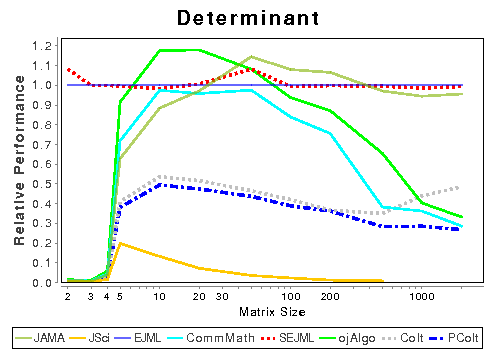 Determinant
Relative Performance
1.2
1.1
1.0
0.9
0.8
0.7
0.6
0.5
0.4
0.3
0.2
0.1
0.0
2 3 4 5 10 20 30 100 200 1000
Matrix Size
JAMA JSci EJML CommMath SEJML ojAlgo Colt PColt